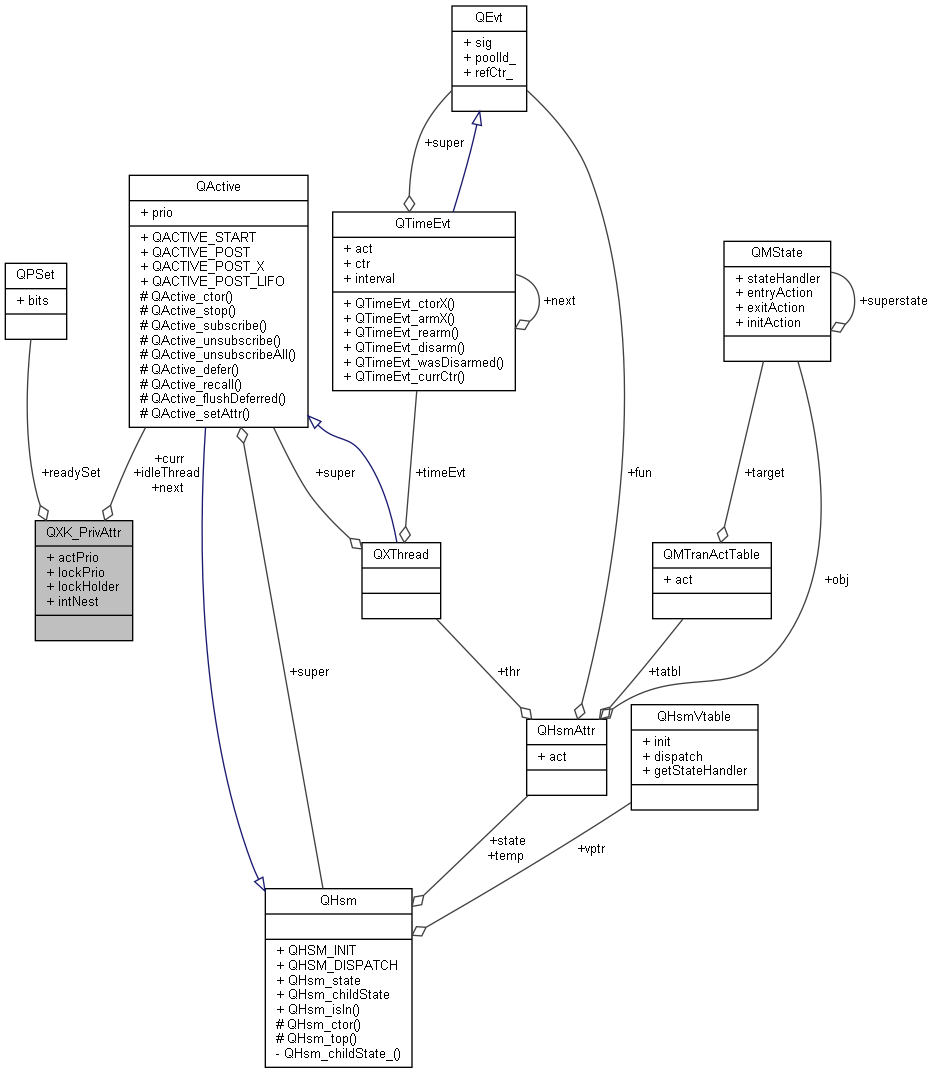 QEvt
+ sig
+ poolId_
+ refCtr_
+super
QActive
+ prio
+ QACTIVE_START
+ QACTIVE_POST
+ QACTIVE_POST_X
+ QACTIVE_POST_LIFO
# QActive_ctor()
# QActive_stop()
# QActive_subscribe()
# QActive_unsubscribe()
# QActive_unsubscribeAll()
# QActive_defer()
# QActive_recall()
# QActive_flushDeferred()
# QActive_setAttr()
QTimeEvt
+ act
+ ctr
+ interval
+ QTimeEvt_ctorX()
+ QTimeEvt_armX()
+ QTimeEvt_rearm()
+ QTimeEvt_disarm()
+ QTimeEvt_wasDisarmed()
+ QTimeEvt_currCtr()
+next
QMState
+ stateHandler
+ entryAction
+ exitAction
+ initAction
+superstate
QPSet
+ bits
+readySet
+curr
+idleThread
+next
+super
+timeEvt
+fun
+target
+obj
QXK_PrivAttr
+ actPrio
+ lockPrio
+ lockHolder
+ intNest
QXThread
QMTranActTable
+ act
+super
+thr
+tatbl
QHsmAttr
+ act
QHsmVtable
+ init
+ dispatch
+ getStateHandler
+state
+temp
+vptr
QHsm
+ QHSM_INIT
+ QHSM_DISPATCH
+ QHsm_state
+ QHsm_childState
+ QHsm_isIn()
# QHsm_ctor()
# QHsm_top()
- QHsm_childState_()